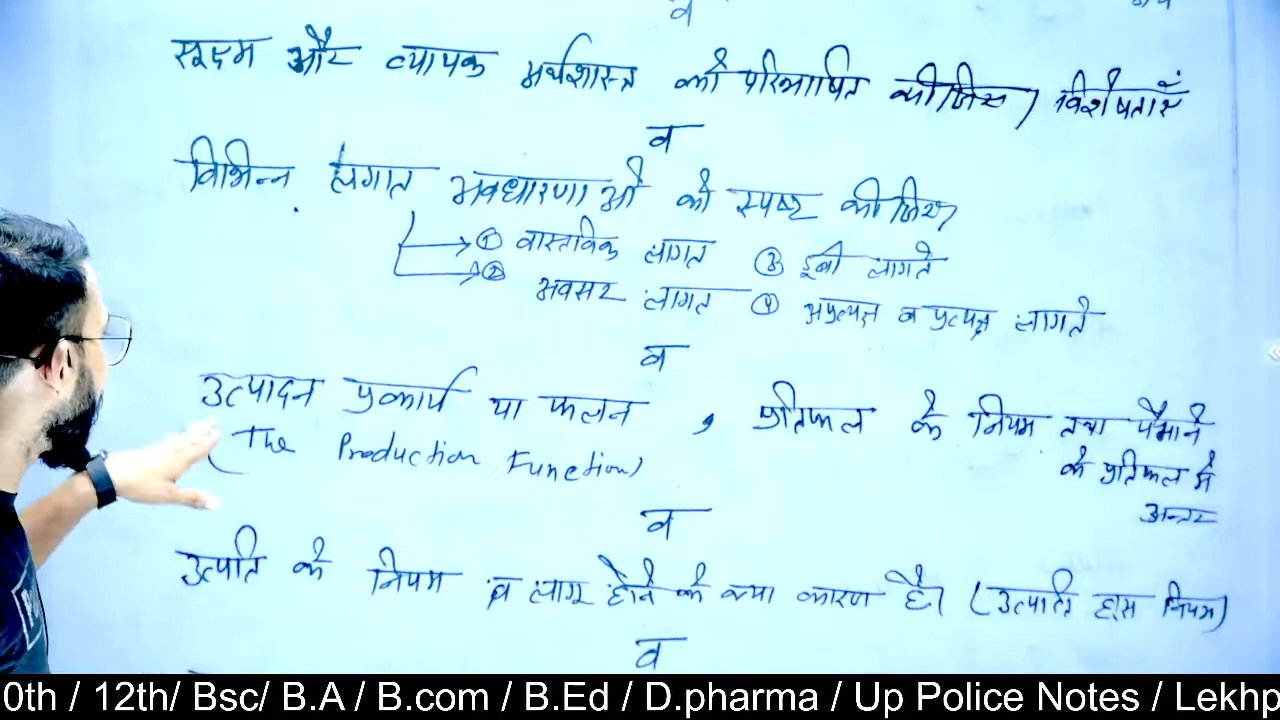 व
सूक्ष्म और व्यापक अर्थशास्त्र को परिभाषित कीजिए। विशेषताएँ
व
विभिन्न लागत अवधारणाओं को स्पष्ट कीजिए।
① वास्तविक लागत ③ डूबी लागते
② अवसर लागत ④ अप्रत्यक्ष व प्रत्यक्ष लागते
व
उत्पादन प्रकार्य या फलन , प्रतिफल के नियम तथा पैमाने
(The Production Function) के प्रतिफल मे
अन्तर
व
उत्पत्ति के नियम व लागू होने के क्या कारण है। (उत्पत्ति ह्रास नियम)
व
0th / 12th/ Bsc/ B.A / B.com / B.Ed / D.pharma / Up Police Notes / Lekhp